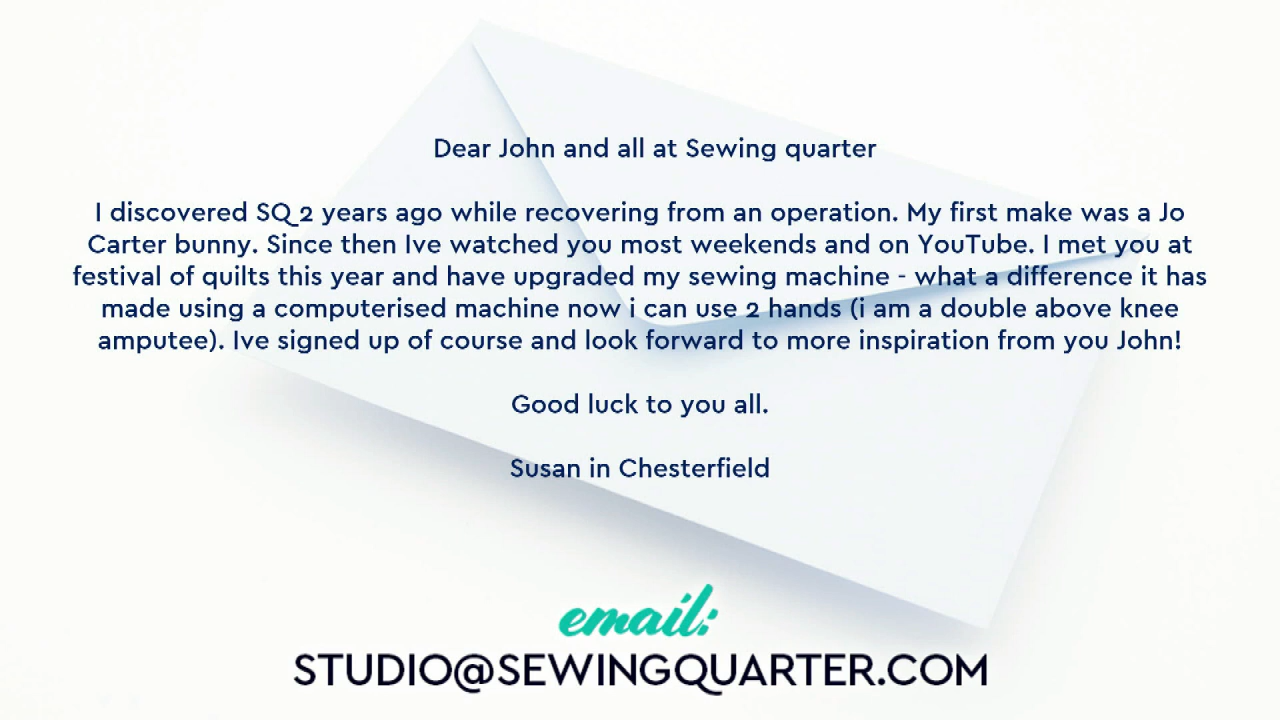 Dear John and all at Sewing quarter
I discovered SQ 2 years ago while recovering from an operation. My first make was a Jo
Carter bunny. Since then Ive watched you most weekends and on YouTube. I met you at
festival of quilts this year and have upgraded my sewing machine - what a difference it has
made using a computerised machine now i can use 2 hands (i am a double above knee
amputee). Ive signed up of course and look forward to more inspiration from you John!
Good luck to you all.
Susan in Chesterfield
email:
STUDIO@SEWINGQUARTER.COM